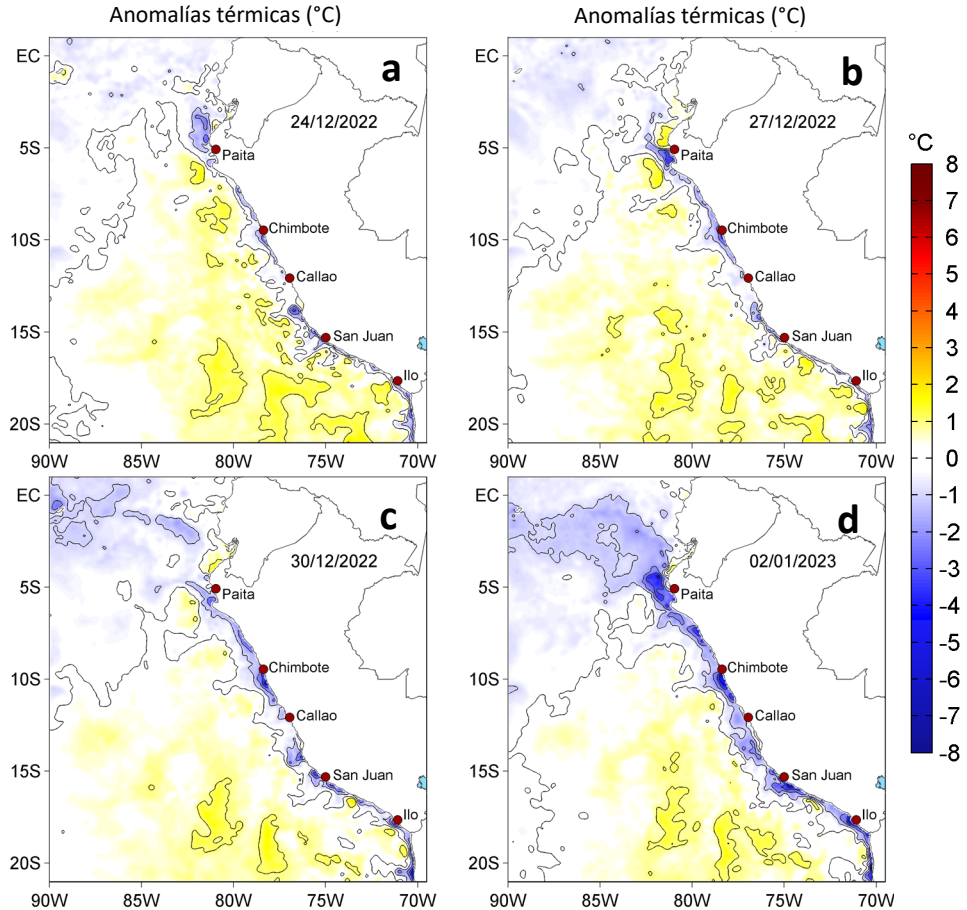 Anomalías térmicas (°C)
Anomalías térmicas (°C)
EC
5S
10S
15S
20S
90W
85W
80W
75W
70W
a
24/12/2022
Paita
Chimbote
Callao
San Juan
Ilo
EC
5S
10S
15S
20S
90W
85W
80W
75W
70W
b
27/12/2022
Paita
Chimbote
Callao
San Juan
Ilo
EC
5S
10S
15S
20S
90W
85W
80W
75W
70W
c
30/12/2022
Paita
Chimbote
Callao
San Juan
Ilo
EC
5S
10S
15S
20S
90W
85W
80W
75W
70W
d
02/01/2023
Paita
Chimbote
Callao
San Juan
Ilo
°C
8
7
6
5
4
3
2
1
0
-1
-2
-3
-4
-5
-6
-7
-8